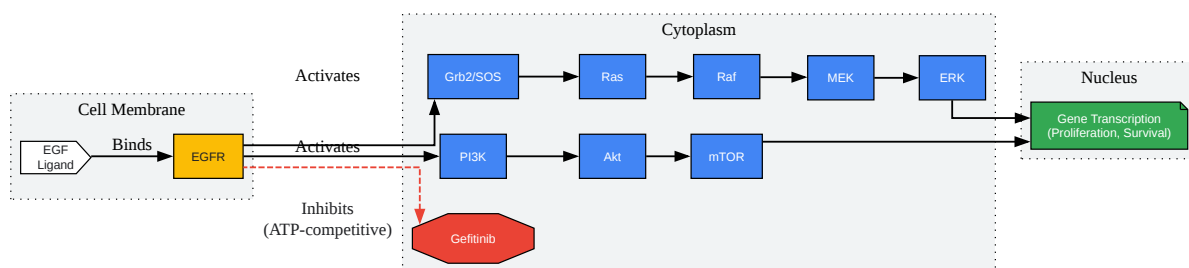 Cytoplasm
Activates
Grb2/SOS
Ras
Raf
MEK
ERK
Nucleus
Cell Membrane
Gene Transcription
(Proliferation, Survival)
EGF
Ligand
Binds
EGFR
Activates
PI3K
Akt
mTOR
Inhibits
(ATP-competitive)
Gefitinib